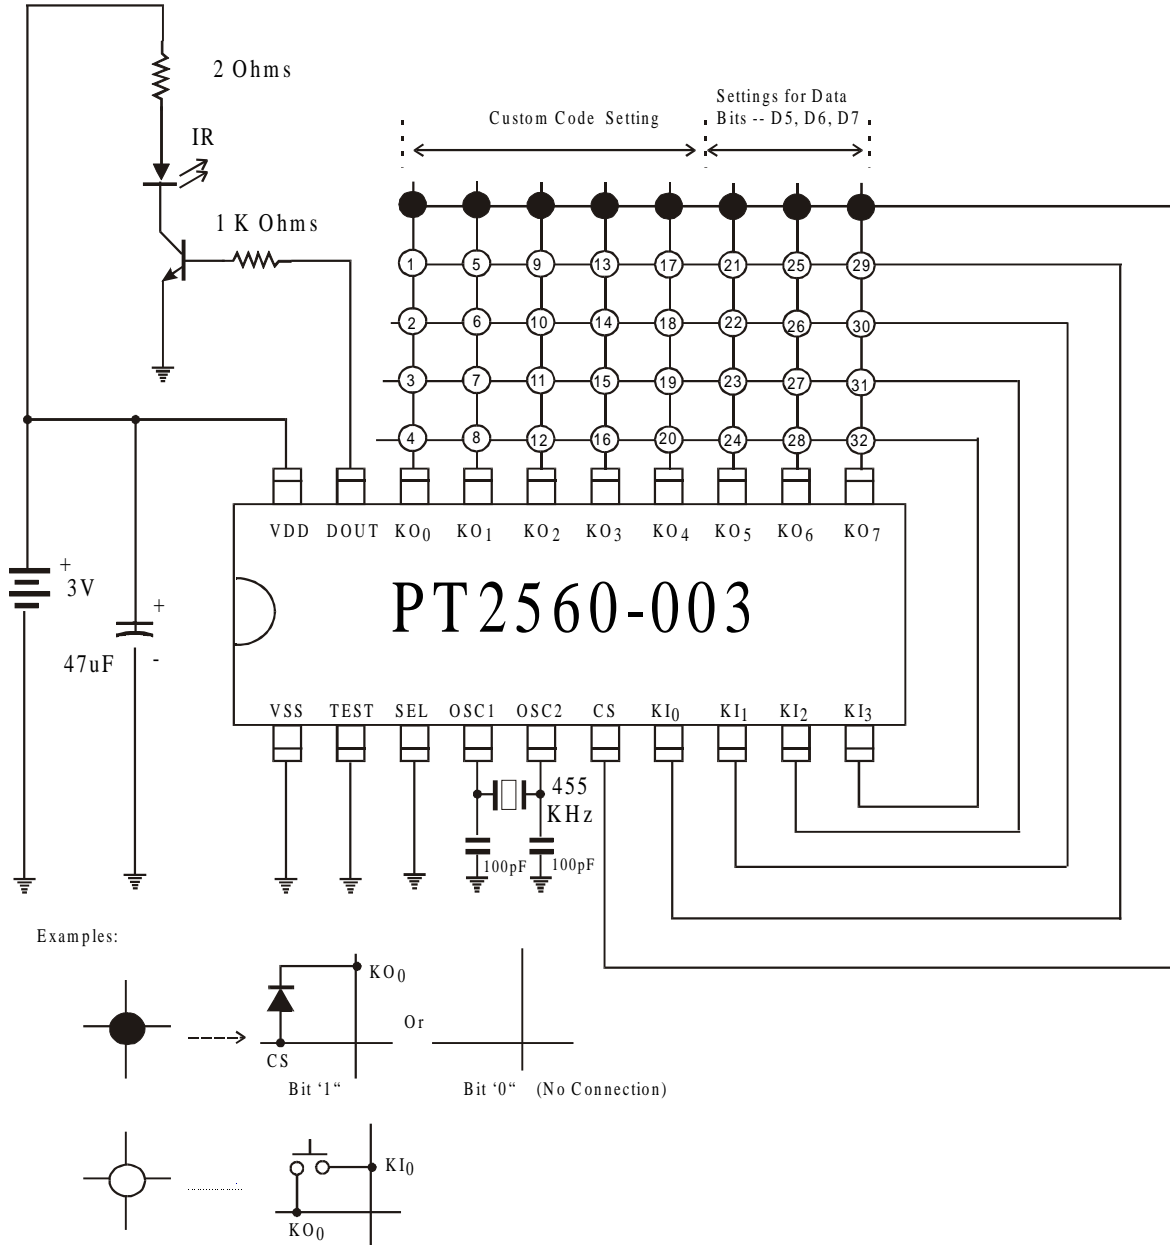 2 Ohms
IR
1 K Ohms
Custom Code Setting
Settings for Data
Bits -- D5, D6, D7
1 5 9 13 17 21 25 29
2 6 10 14 18 22 26 30
3 7 11 15 19 23 27 31
4 8 12 16 20 24 28 32
VDD DOUT KO0 KO1 KO2 KO3 KO4 KO5 KO6 KO7
PT2560-003
+
3V
+
47uF
-
VSS TEST SEL OSC1 OSC2 CS KI0 KI1 KI2 KI3
455
KHz
100pF 100pF
Examples:
KO0
Or
CS
Bit ‘1“
Bit ‘0“ (No Connection)
KI0
KO0